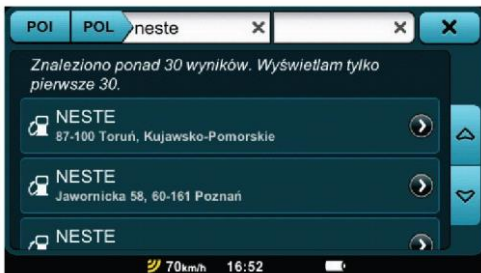 POI POL neste
Znaleziono ponad 30 wyników. Wyświetlam tylko
pierwsze 30.
NESTE
87-100 Toruń, Kujawsko-Pomorskie
NESTE
Jawornicka 58, 60-161 Poznań
NESTE
70km/h 16:52